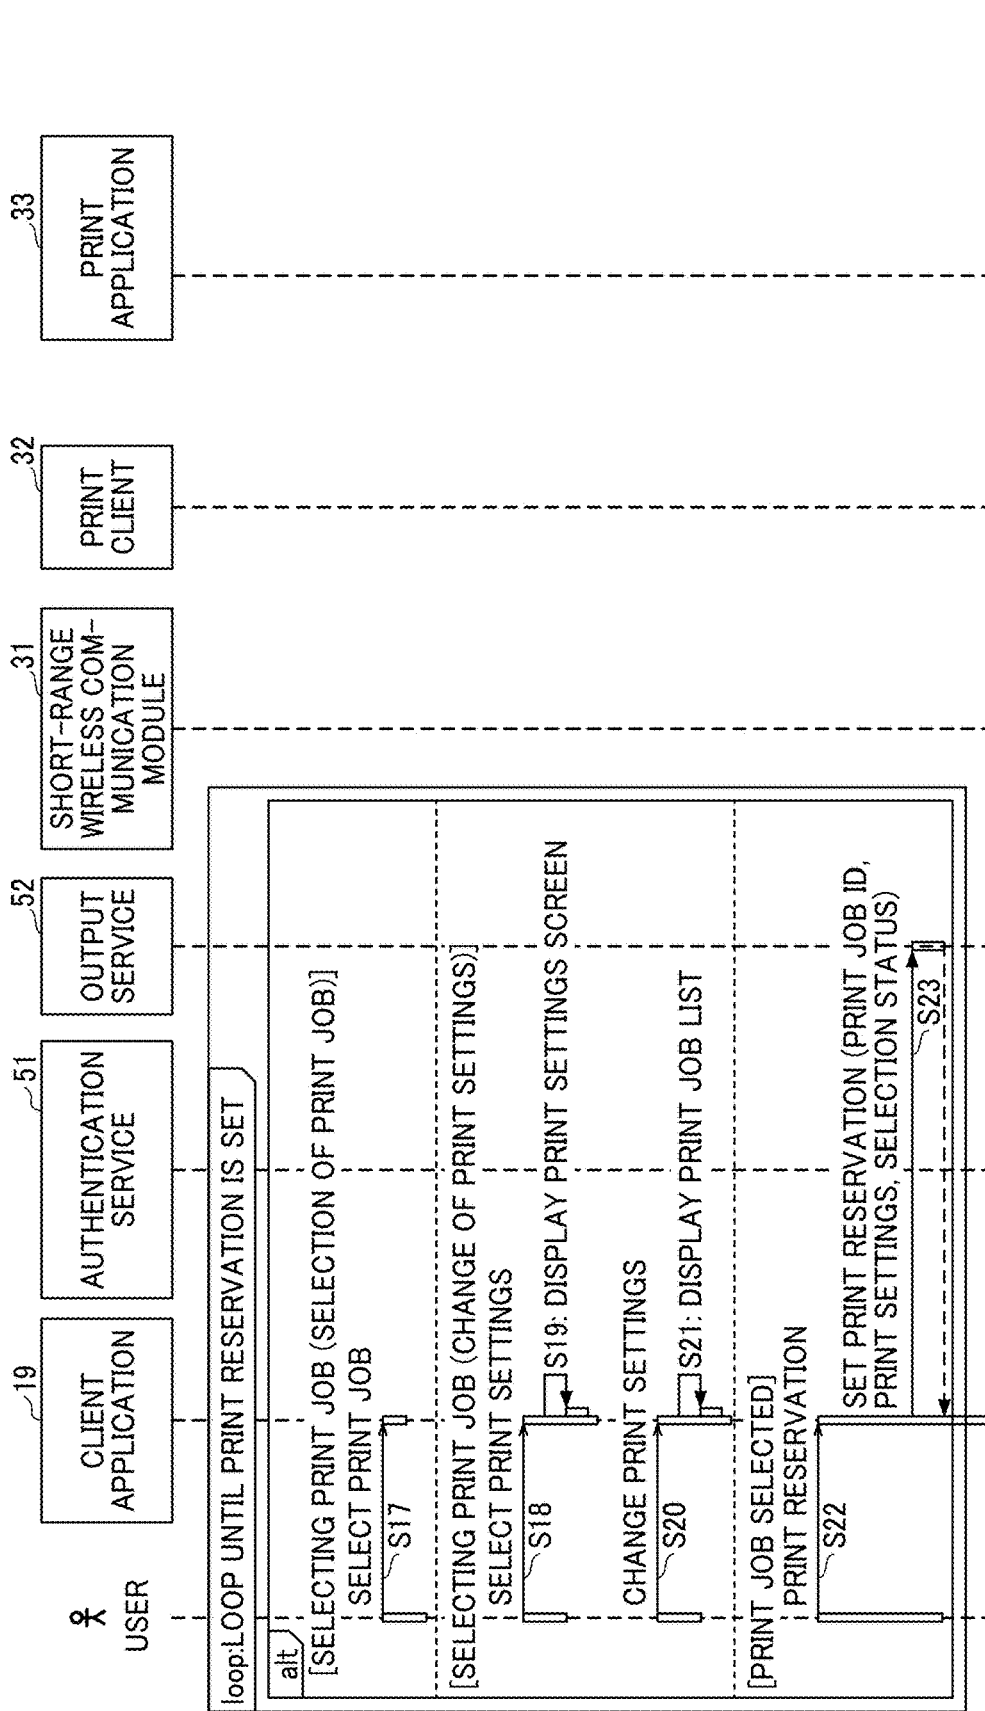 USER
19
CLIENT
APPLICATION
51
AUTHENTICATION
SERVICE
52
OUTPUT
SERVICE
31
SHORT-RANGE
WIRELESS COM-
MUNICATION
MODULE
32
PRINT
CLIENT
33
PRINT
APPLICATION
loop:LOOP UNTIL PRINT RESERVATION IS SET
alt
[SELECTING PRINT JOB (SELECTION OF PRINT JOB)]
SELECT PRINT JOB
S17
[SELECTING PRINT JOB (CHANGE OF PRINT SETTINGS)]
SELECT PRINT SETTINGS
S18
S19: DISPLAY PRINT SETTINGS SCREEN
CHANGE PRINT SETTINGS
S20
S21: DISPLAY PRINT JOB LIST
[PRINT JOB SELECTED]
PRINT RESERVATION
S22
SET PRINT RESERVATION (PRINT JOB ID,
PRINT SETTINGS, SELECTION STATUS)
S23